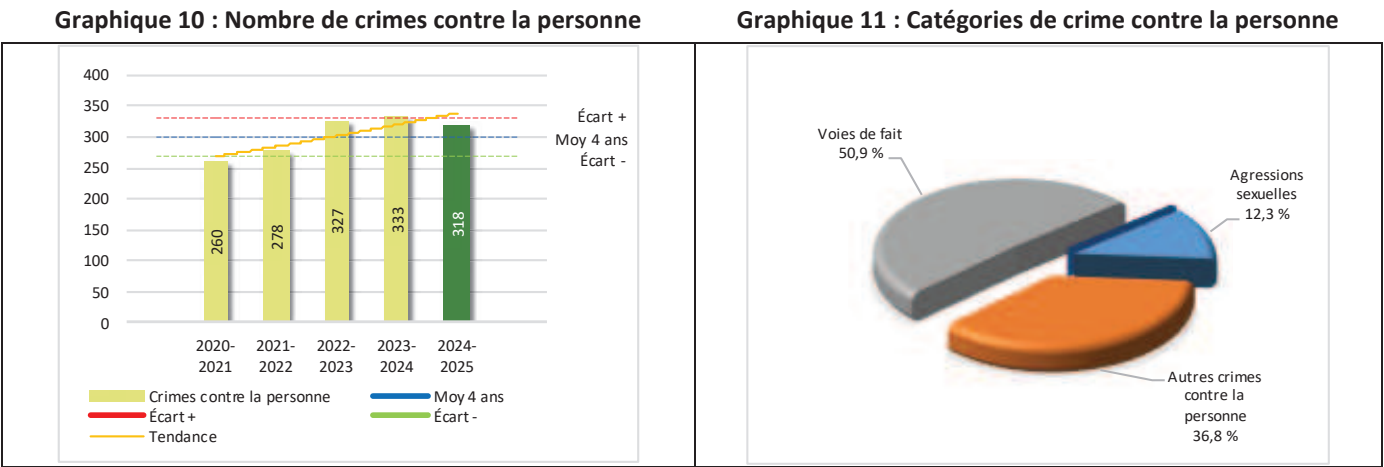 Graphique 10 : Nombre de crimes contre la personne
Graphique 11 : Catégories de crime contre la personne
400
350
300
250
200
150
100
50
0
Écart +
Moy 4 ans
Écart -
260
278
327
333
318
2020-
2021
2021-
2022
2022-
2023
2023-
2024
2024-
2025
Crimes contre la personne
Moy 4 ans
Écart +
Écart -
Tendance
Voies de fait
50,9 %
Agressions
sexuelles
12,3 %
Autres crimes
contre la
personne
36,8 %